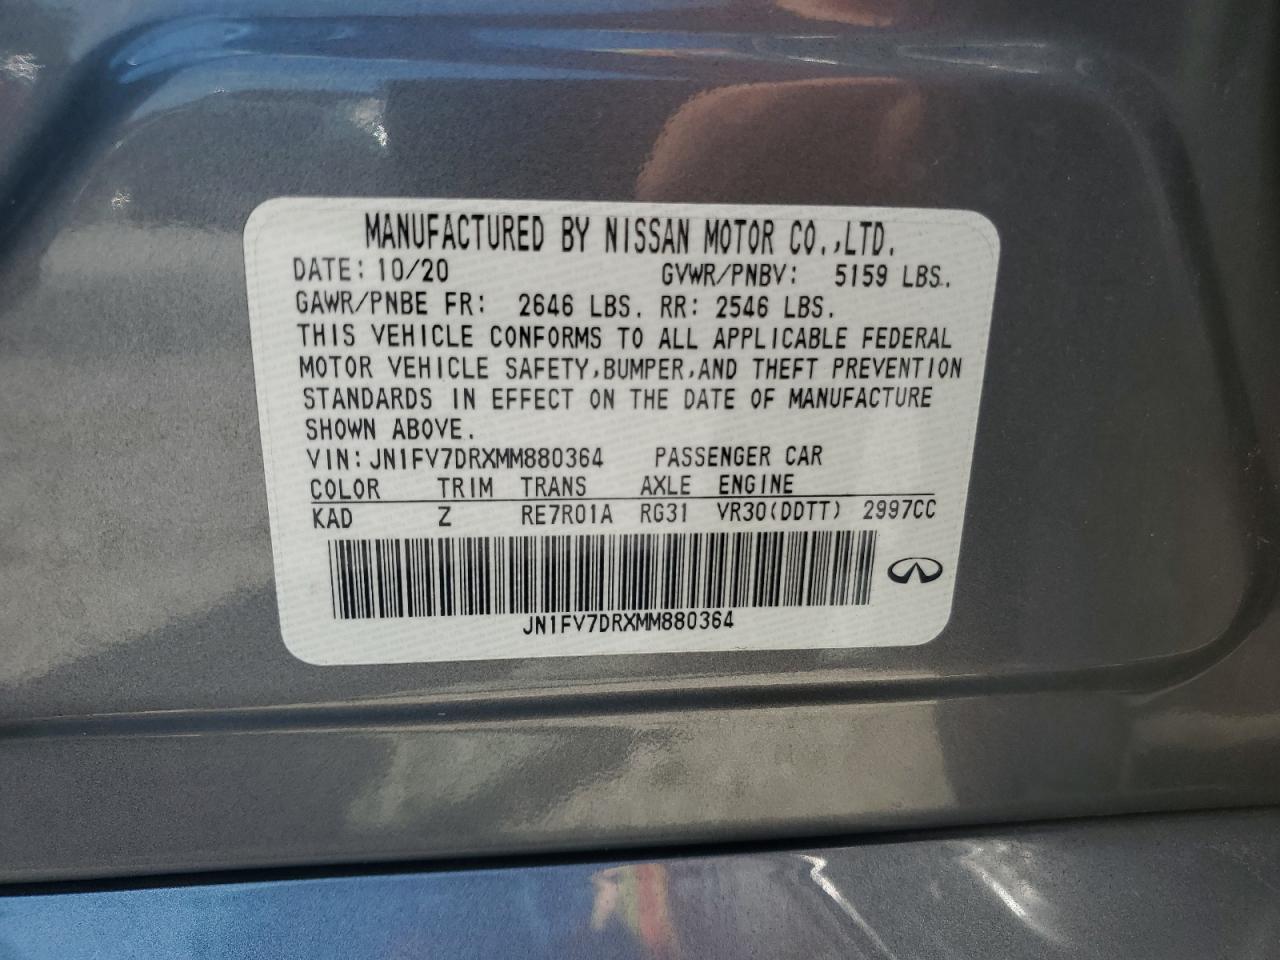 MANUFACTURED BY NISSAN MOTOR CO.,LTD.
DATE: 10/20 GVWR/PNBV: 5159 LBS.
GAWR/PNBE FR: 2646 LBS. RR: 2546 LBS.
THIS VEHICLE CONFORMS TO ALL APPLICABLE FEDERAL
MOTOR VEHICLE SAFETY,BUMPER,AND THEFT PREVENTION
STANDARDS IN EFFECT ON THE DATE OF MANUFACTURE
SHOWN ABOVE.
VIN: JN1FV7DRXMM880364 PASSENGER CAR
COLOR TRIM TRANS AXLE ENGINE
KAD Z RE7R01A RG31 VR30(DDTT) 2997CC
JN1FV7DRXMM880364